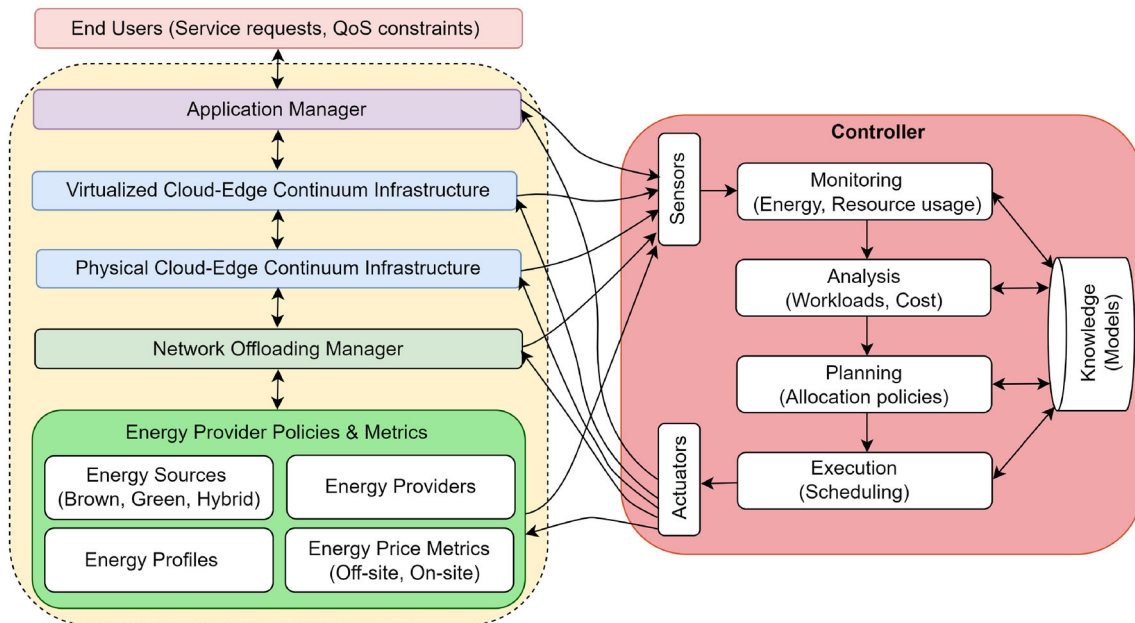 End Users (Service requests, QoS constraints)
Application Manager
Virtualized Cloud-Edge Continuum Infrastructure
Physical Cloud-Edge Continuum Infrastructure
Network Offloading Manager
Energy Provider Policies & Metrics
Energy Sources
(Brown, Green, Hybrid)
Energy Providers
Energy Profiles
Energy Price Metrics
(Off-site, On-site)
Controller
Sensors
Monitoring
(Energy, Resource usage)
Analysis
(Workloads, Cost)
Planning
(Allocation policies)
Execution
(Scheduling)
Actuators
Knowledge
(Models)